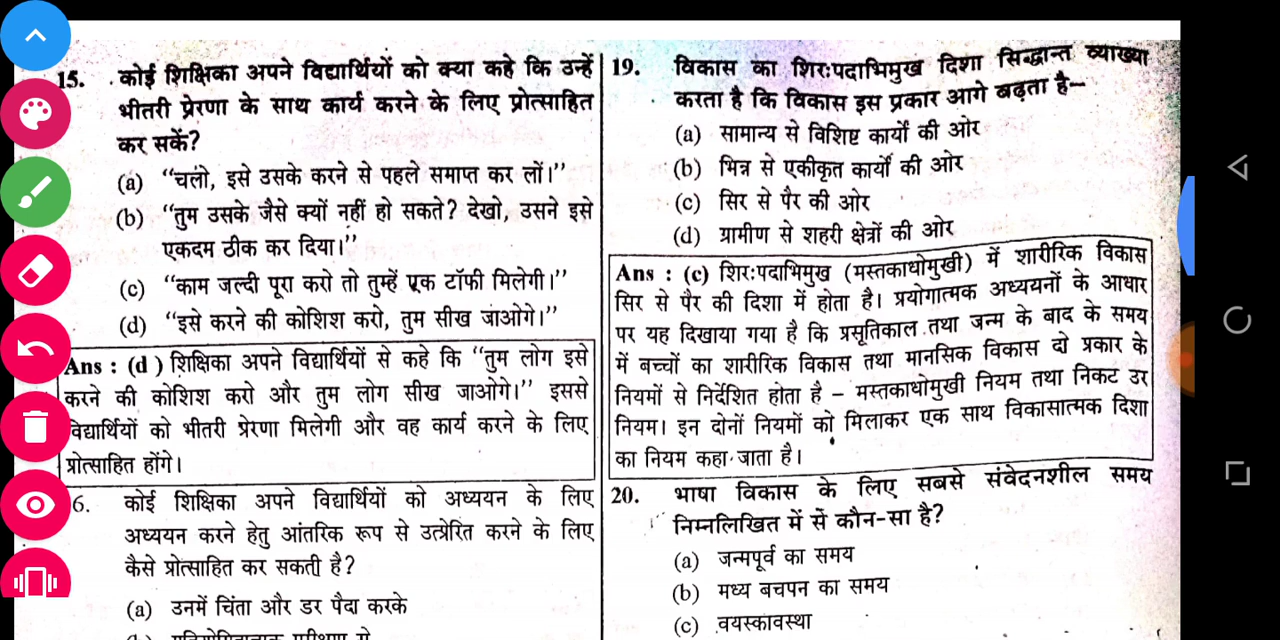 15. कोई शिक्षिका अपने विद्यार्थियों को क्या कहे कि उन्हें
भीतरी प्रेरणा के साथ कार्य करने के लिए प्रोत्साहित
कर सकें?
(a) “चलो, इसे उसके करने से पहले समाप्त कर लों।”
(b) “तुम उसके जैसे क्यों नहीं हो सकते? देखो, उसने इसे
एकदम ठीक कर दिया।”
(c) “काम जल्दी पूरा करो तो तुम्हें एक टॉफी मिलेगी।”
(d) “इसे करने की कोशिश करो, तुम सीख जाओगे।”
Ans : (d ) शिक्षिका अपने विद्यार्थियों से कहे कि “तुम लोग इसे
करने की कोशिश करो और तुम लोग सीख जाओगे।” इससे
विद्यार्थियों को भीतरी प्रेरणा मिलेगी और वह कार्य करने के लिए
प्रोत्साहित होंगे।
6. कोई शिक्षिका अपने विद्यार्थियों को अध्ययन के लिए
अध्ययन करने हेतु आंतरिक रूप से उत्प्रेरित करने के लिए
कैसे प्रोत्साहित कर सकती है?
(a) उनमें चिंता और डर पैदा करके
19. विकास का शिरःपदाभिमुख दिशा सिद्धान्त व्याख्या
करता है कि विकास इस प्रकार आगे बढ़ता है–
(a) सामान्य से विशिष्ट कार्यों की ओर
(b) भिन्न से एकीकृत कार्यों की ओर
(c) सिर से पैर की ओर
(d) ग्रामीण से शहरी क्षेत्रों की ओर
Ans : (c) शिरःपदाभिमुख (मस्तकाधोमुखी) में शारीरिक विकास
सिर से पैर की दिशा में होता है। प्रयोगात्मक अध्ययनों के आधार
पर यह दिखाया गया है कि प्रसूतिकाल तथा जन्म के बाद के समय
में बच्चों का शारीरिक विकास तथा मानसिक विकास दो प्रकार के
नियमों से निर्देशित होता है – मस्तकाधोमुखी नियम तथा निकट उर
नियम। इन दोनों नियमों को मिलाकर एक साथ विकासात्मक दिशा
का नियम कहा जाता है।
20. भाषा विकास के लिए सबसे संवेदनशील समय
निम्नलिखित में से कौन-सा है?
(a) जन्मपूर्व का समय
(b) मध्य बचपन का समय
(c) वयस्कावस्था